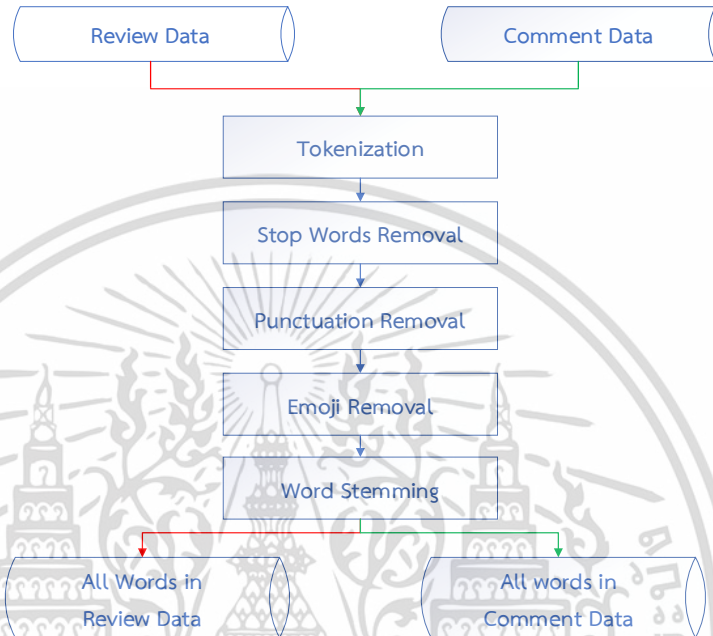 Review Data
Comment Data
Tokenization
Stop Words Removal
Punctuation Removal
Emoji Removal
Word Stemming
All Words in
Review Data
All words in
Comment Data